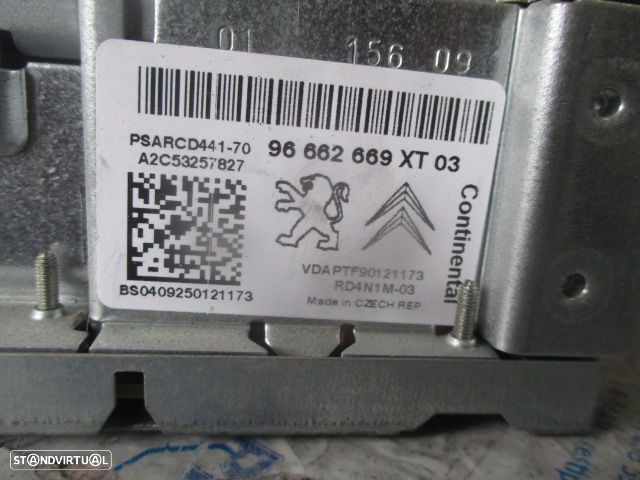 01 156 09
PSARCD441-70 96 662 669 XT 03
A2C53257827
Continental
VDAPTF90121173
RD4N1M-03
BS0409250121173
Made in CZECH REP
STANDVIRTUAL